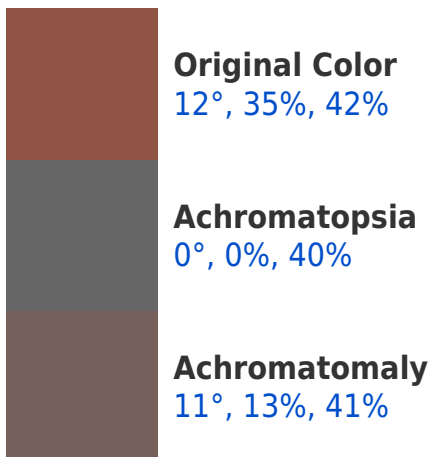 Original Color
12°, 35%, 42%
Achromatopsia
0°, 0%, 40%
Achromatomaly
11°, 13%, 41%